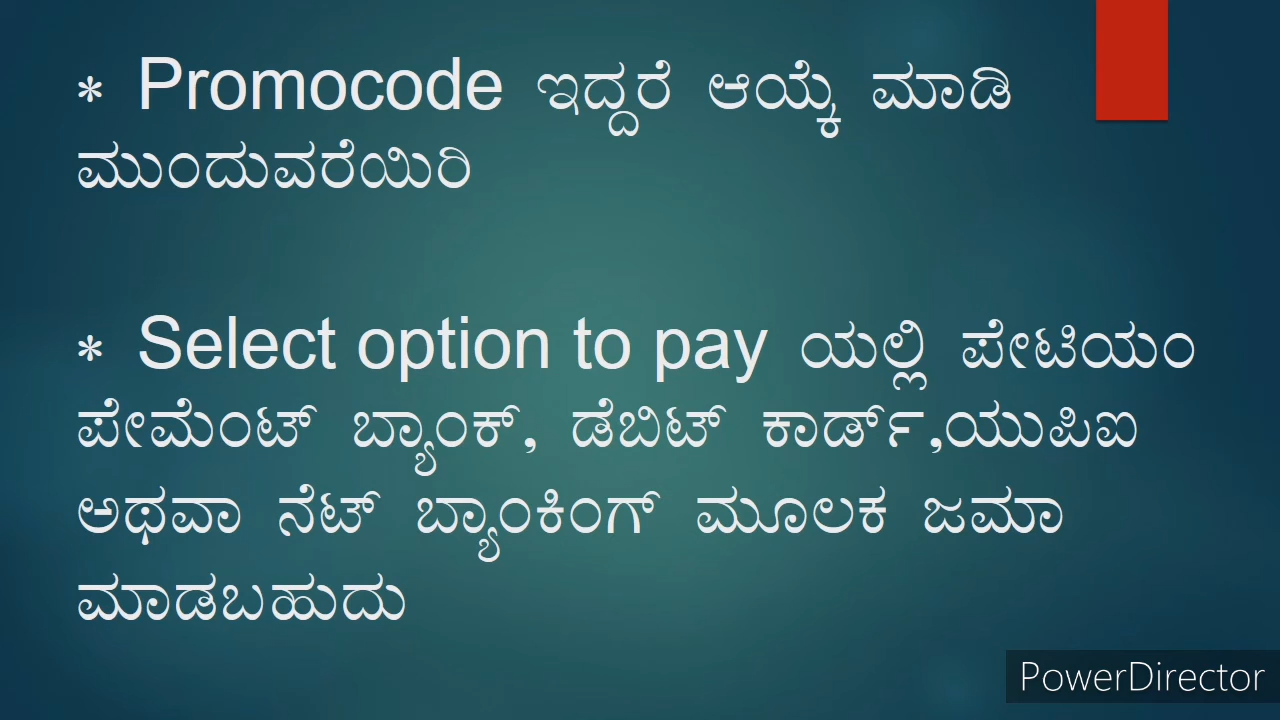 * Promocode ಇದ್ದರೆ ಆಯ್ಕೆ ಮಾಡಿ
ಮುಂದುವರೆಯಿರಿ
* Select option to pay ಯಲ್ಲಿ ಪೇಟಿಯಂ
ಪೇಮೆಂಟ್ ಬ್ಯಾಂಕ್, ಡೆಬಿಟ್ ಕಾರ್ಡ್,ಯುಪಿಐ
ಅಥವಾ ನೆಟ್ ಬ್ಯಾಂಕಿಂಗ್ ಮೂಲಕ ಜಮಾ
ಮಾಡಬಹುದು
PowerDirector